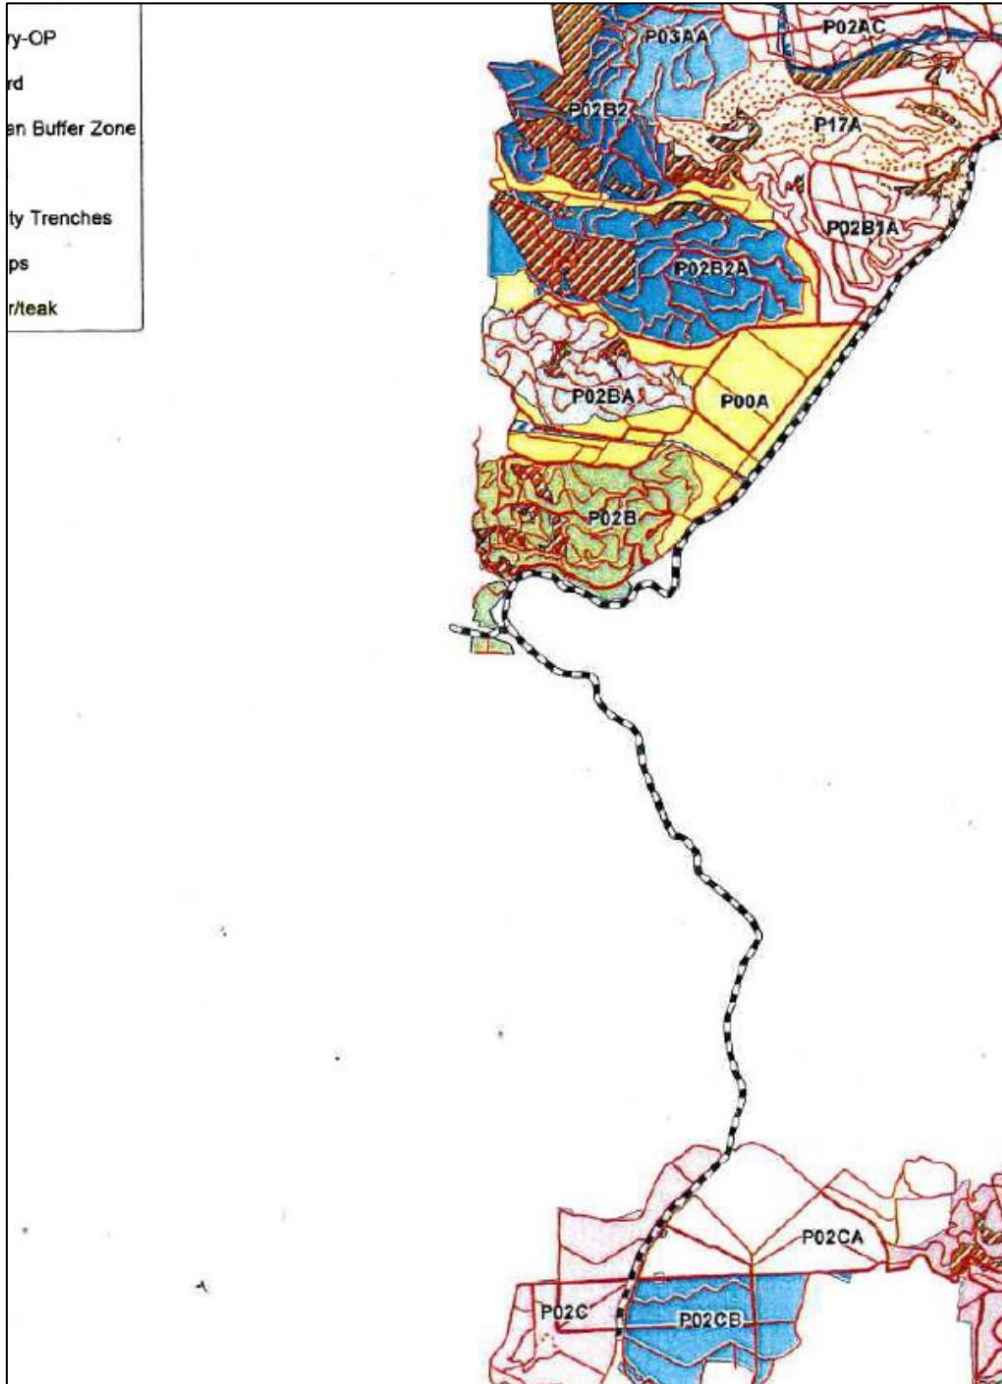 ry-OP
rd
an Buffer Zone
ty Trenches
ps
r/teak
P02AC
P03AA
P02B2
P17A
P02B1A
P02B2A
P02BA
P00A
P02B
P02CA
P02C
P02CB